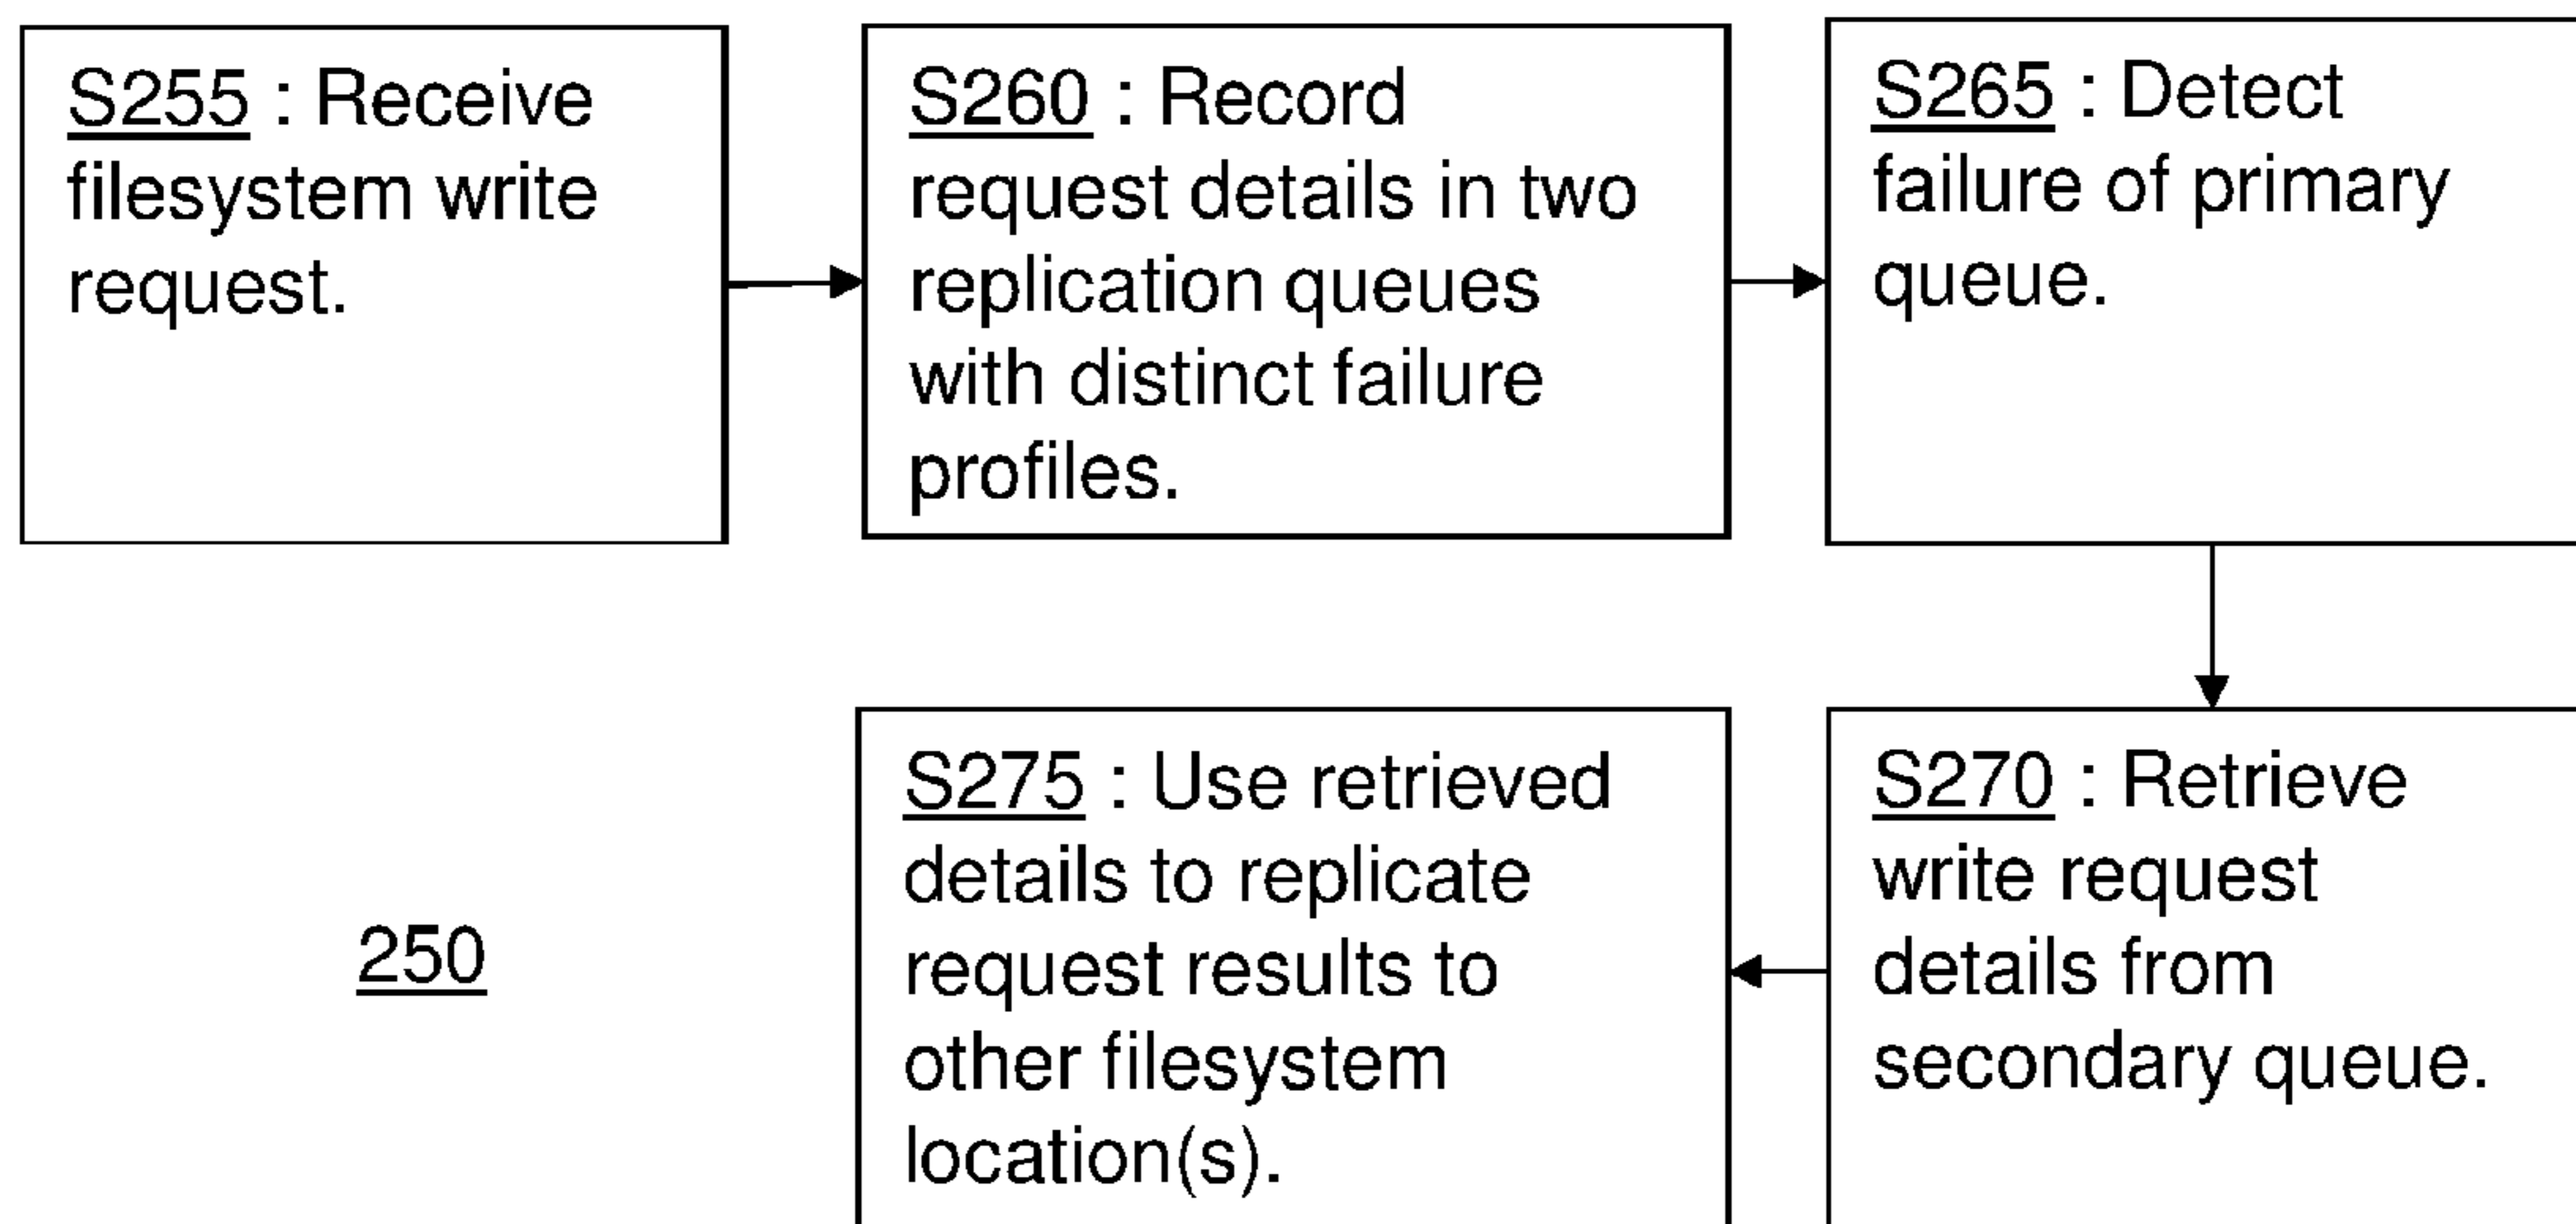 S255 : Receive
filesystem write
request.
S260 : Record
request details in two
replication queues
with distinct failure
profiles.
S265 : Detect
failure of primary
queue.
S270 : Retrieve
write request
details from
secondary queue.
S275 : Use retrieved
details to replicate
request results to
other filesystem
location(s).
250